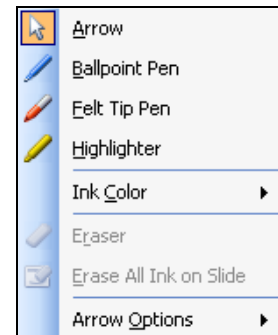 Arrow
Ballpoint Pen
Felt Tip Pen
Highlighter
Ink Color
Eraser
Erase All Ink on Slide
Arrow Options